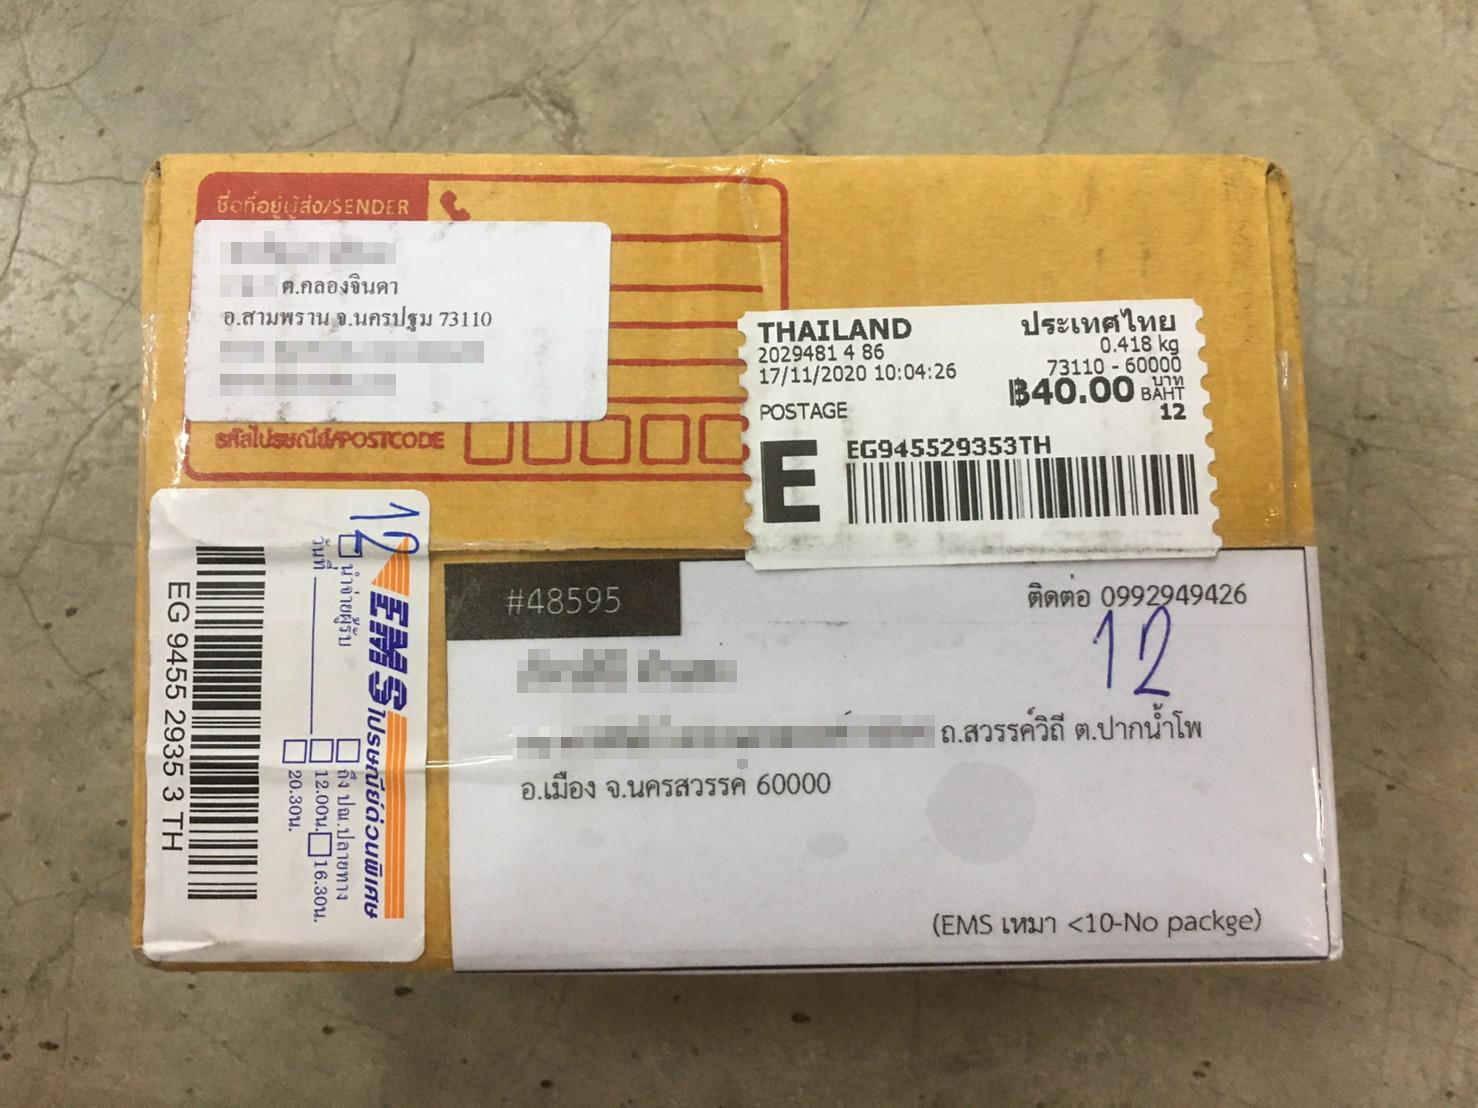 ชื่อที่อยู่ผู้ส่ง/SENDER
ต.คลองจินดา
อ.สามพราน จ.นครปฐม 73110
รหัสไปรษณีย์/POSTCODE
THAILAND ประเทศไทย
2029481 4 86 0.418 kg
17/11/2020 10:04:26 73110 - 60000
฿40.00 บาท BAHT
POSTAGE 12
E EG945529353TH
12
EMS ไปรษณีย์ด่วนพิเศษ
นำจ่ายผู้รับ ถึง ปณ.ปลายทาง
วันที่ 12.00น. 16.30น.
20.30น.
EG 9455 2935 3 TH
#48595
ติดต่อ 0992949426
12
ถ.สวรรค์วิถี ต.ปากน้ำโพ
อ.เมือง จ.นครสวรรค์ 60000
(EMS เหมา <10-No packge)